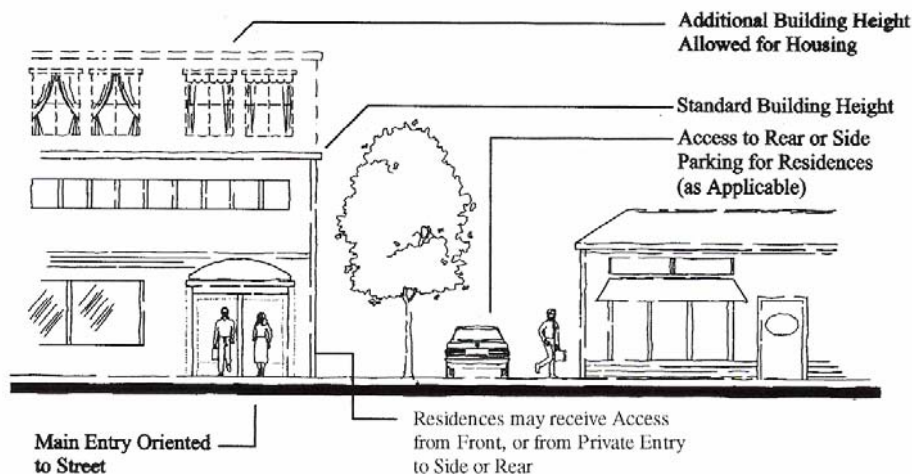 Additional Building Height
Allowed for Housing
Standard Building Height
Access to Rear or Side
Parking for Residences
(as Applicable)
Residences may receive Access
from Front, or from Private Entry
to Side or Rear
Main Entry Oriented
to Street